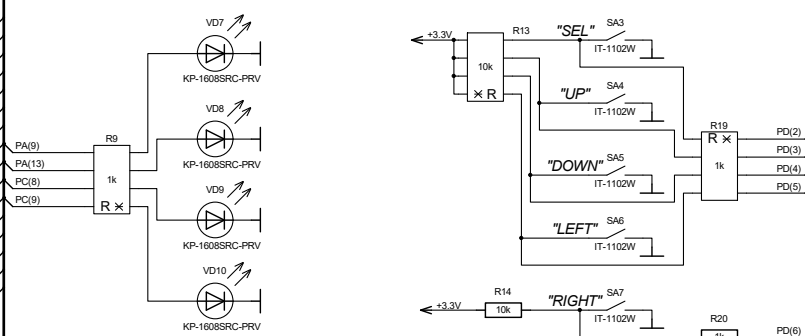 VD7
KP-1608SRC-PRV
VD8
KP-1608SRC-PRV
VD9
KP-1608SRC-PRV
VD10
KP-1608SRC-PRV
PA(9)
PA(13)
PC(8)
PC(9)
R9
1k
R
+3.3V
R13
10k
R
"SEL"
SA3
IT-1102W
"UP"
SA4
IT-1102W
"DOWN"
SA5
IT-1102W
"LEFT"
SA6
IT-1102W
R19
R
1k
PD(2)
PD(3)
PD(4)
PD(5)
+3.3V
R14
10k
"RIGHT"
SA7
IT-1102W
R20
1k
PD(6)